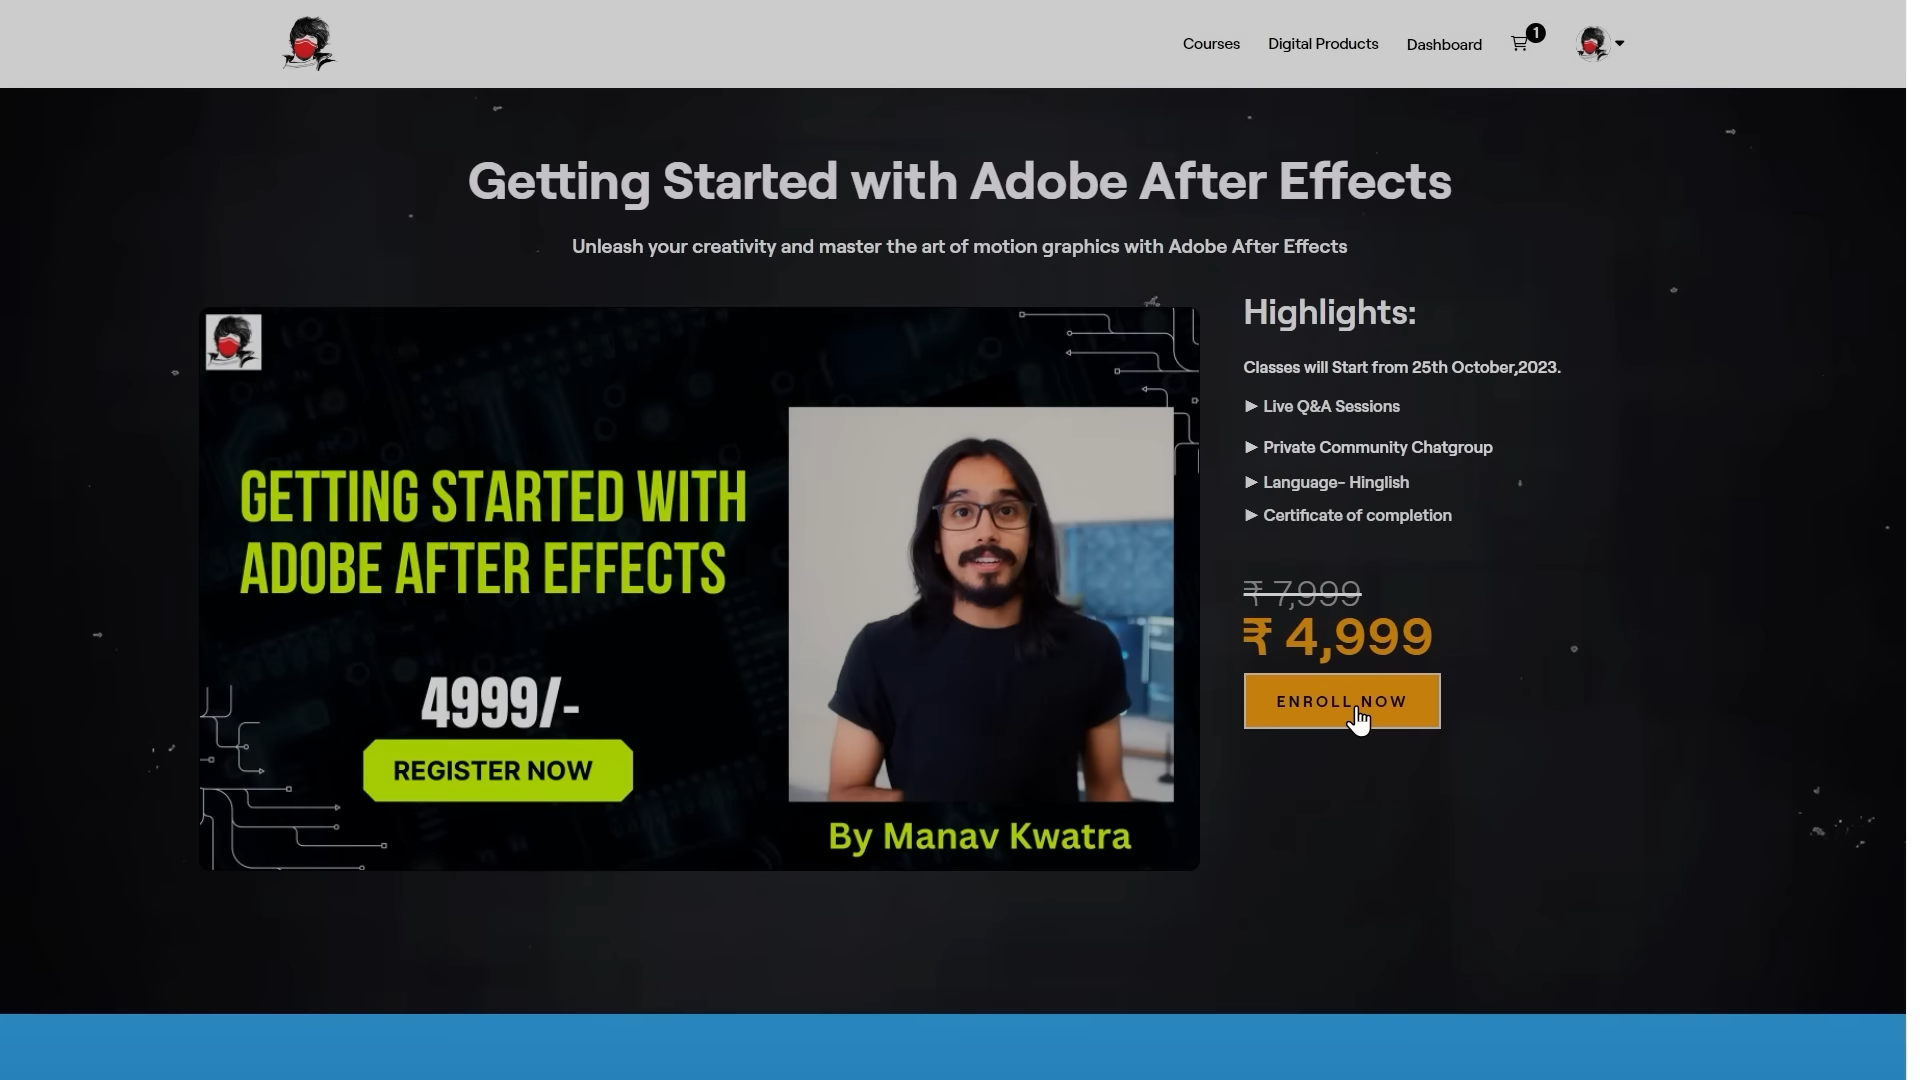 Courses
Digital Products
Dashboard
1
Getting Started with Adobe After Effects
Unleash your creativity and master the art of motion graphics with Adobe After Effects
GETTING STARTED WITH
ADOBE AFTER EFFECTS
4999/-
REGISTER NOW
By Manav Kwatra
Highlights:
Classes will Start from 25th October,2023.
► Live Q&A Sessions
► Private Community Chatgroup
► Language- Hinglish
► Certificate of completion
₹ 7,999
₹ 4,999
ENROLL NOW